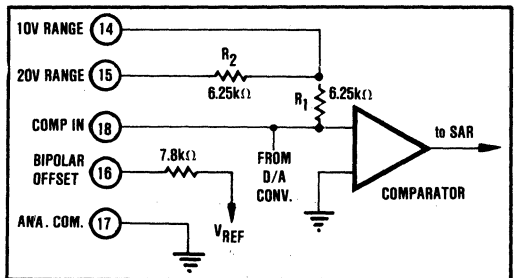 10V RANGE 14
20V RANGE 15
R2
6.25kΩ
R1 6.25kΩ
COMP IN 18
BIPOLAR
OFFSET 16
7.8kΩ
FROM
D/A
CONV.
to SAR
COMPARATOR
ANA. COM. 17
VREF